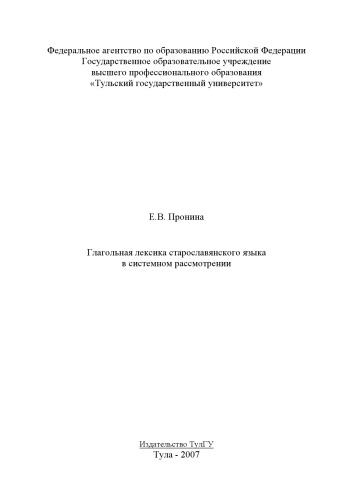 Федеральное агентство по образованию Российской Федерации
Государственное образовательное учреждение
высшего профессионального образования
«Тульский государственный университет»
Е.В. Пронина
Глагольная лексика старославянского языка
в системном рассмотрении
Издательство ТулГУ
Тула - 2007